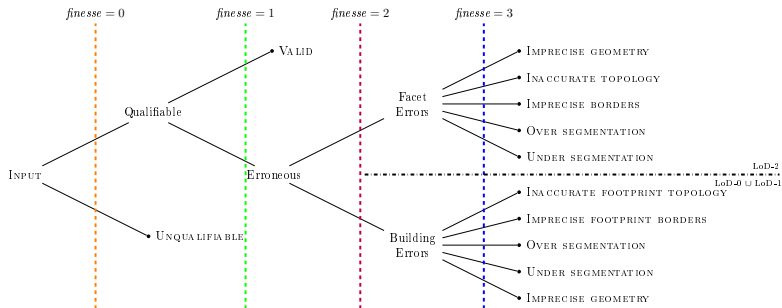 finesse = 0
finesse = 1
finesse = 2
finesse = 3
Valid
Imprecise geometry
Inaccurate topology
Qualifiable
Facet
Errors
Imprecise borders
Over segmentation
Under segmentation
LoD-2
Input
Erroneous
LoD-0 ∪ LoD-1
Inaccurate footprint topology
Imprecise footprint borders
Unqualifiable
Building
Errors
Over segmentation
Under segmentation
Imprecise geometry